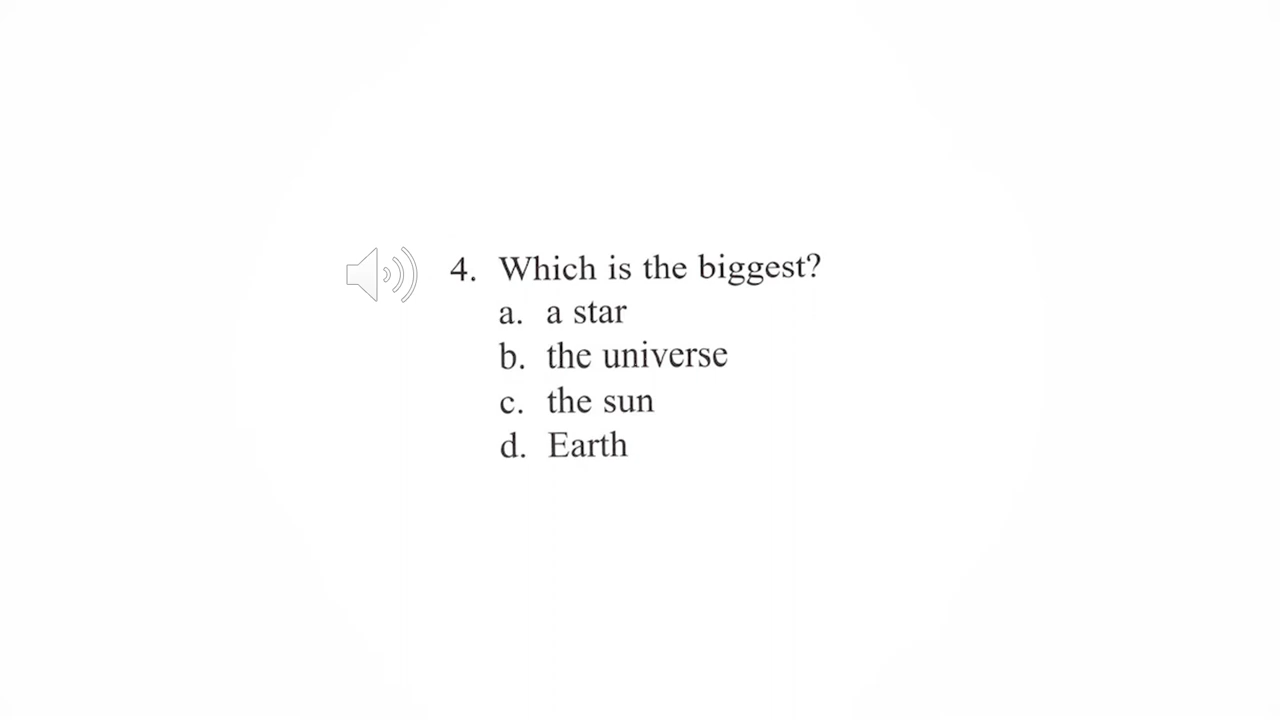 4. Which is the biggest?
a. a star
b. the universe
c. the sun
d. Earth